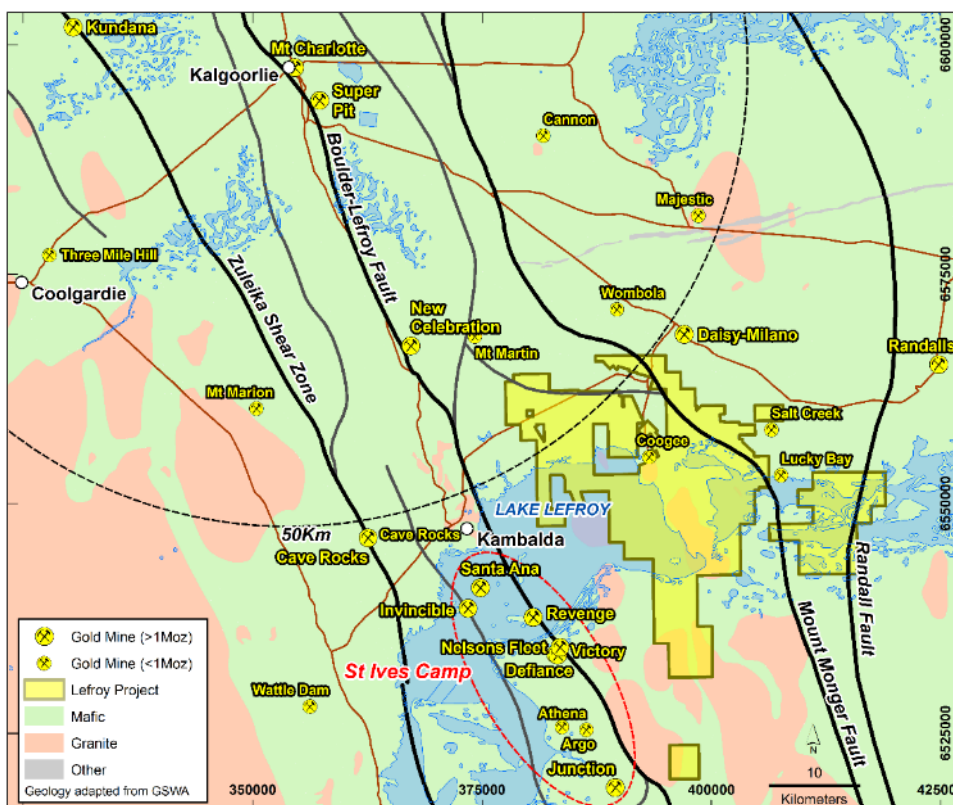 Kundana
Mt Charlotte
Kalgoorlie
Super
Pit
Cannon
6600000
Boulder-Lefroy Fault
Majestic
Three Mile Hill
Coolgardie
Zuleika Shear Zone
6575000
Wombola
New
Celebration
Mt Martin
Daisy-Milano
Randalls
Mt Marion
Salt Creek
Coogee
Lucky Bay
LAKE LEFROY
6550000
50Km
Cave Rocks
Cave Rocks
Kambalda
Santa Ana
Invincible
Revenge
Randall Fault
Mount Monger Fault
Nelsons Fleet
Victory
Defiance
St Ives Camp
Wattle Dam
Athena
Argo
Junction
6525000
Gold Mine (>1Moz)
Gold Mine (<1Moz)
Lefroy Project
Mafic
Granite
Other
Geology adapted from GSWA
N
10
Kilometers
350000
375000
400000
425000